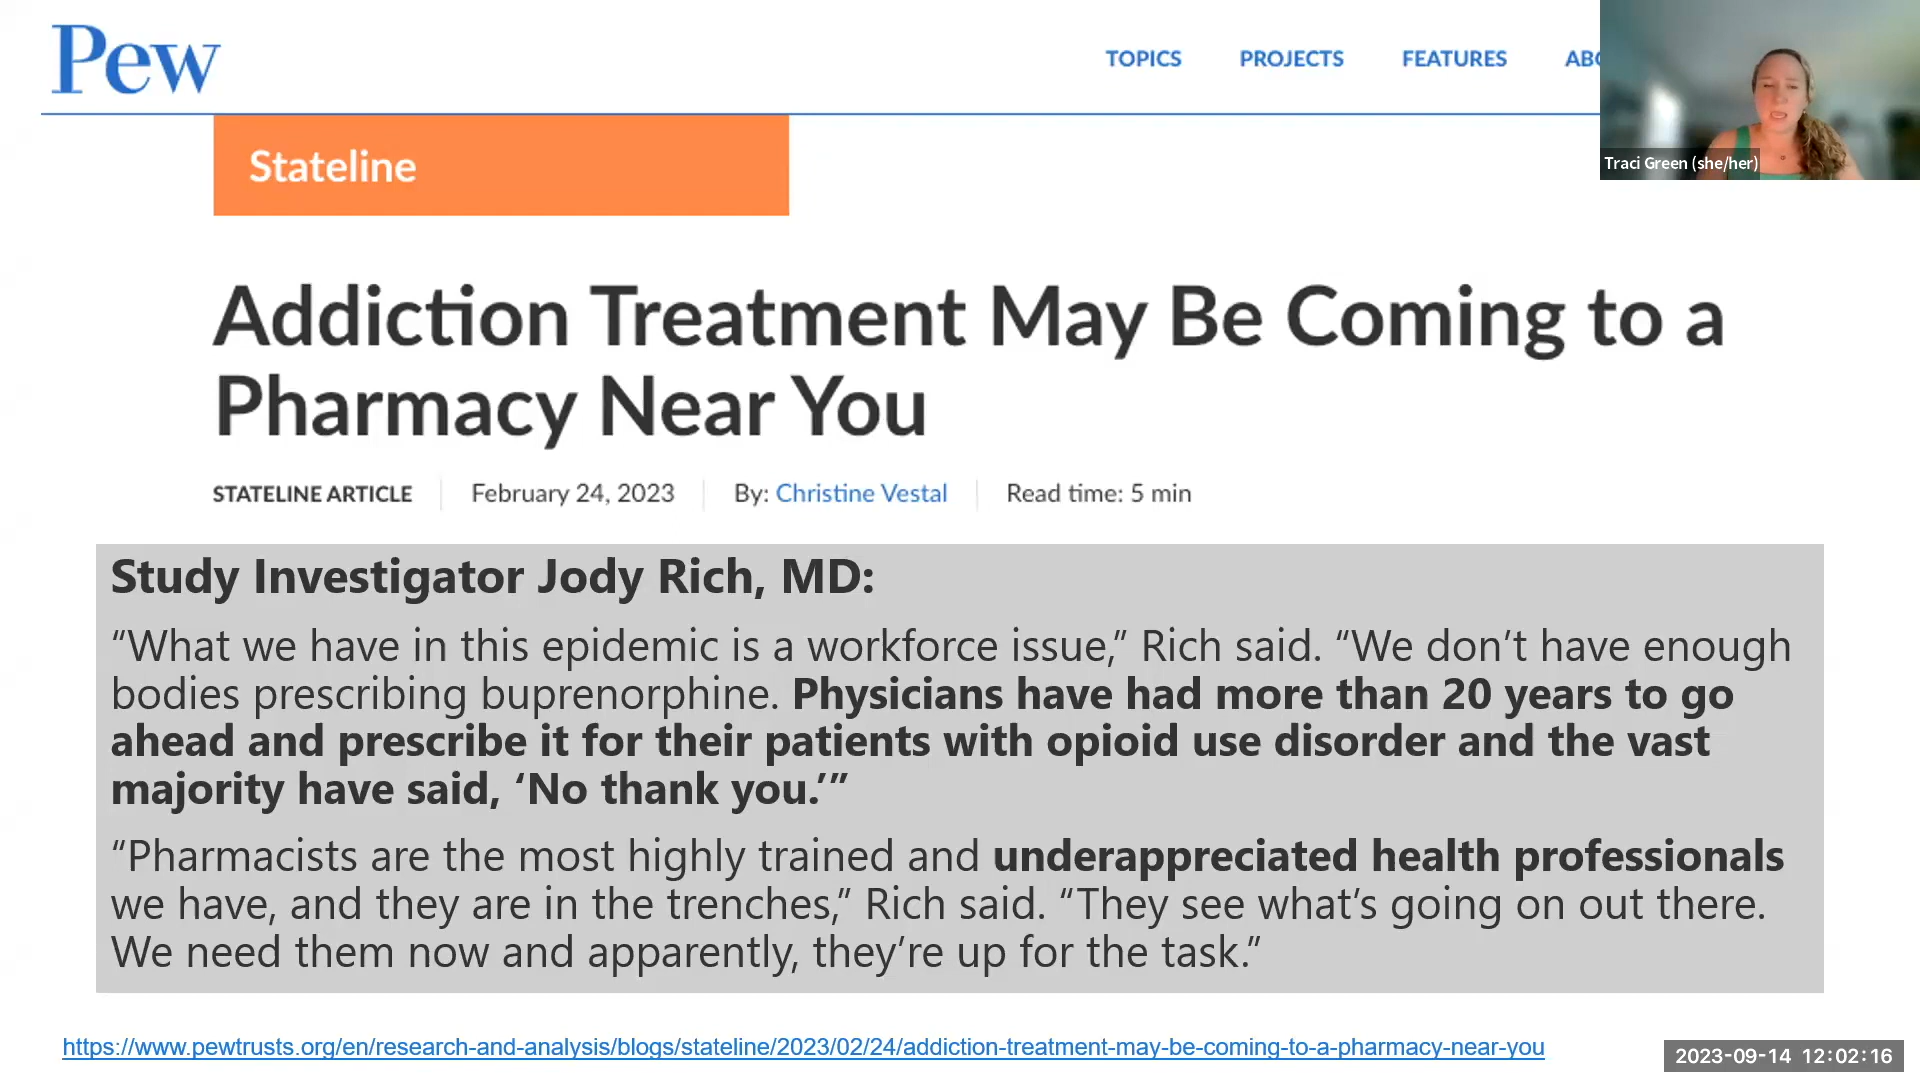 Pew
TOPICS PROJECTS FEATURES ABO
Traci Green (she/her)
Stateline
Addiction Treatment May Be Coming to a
Pharmacy Near You
STATELINE ARTICLE February 24, 2023 By: Christine Vestal Read time: 5 min
Study Investigator Jody Rich, MD:
“What we have in this epidemic is a workforce issue,” Rich said. “We don’t have enough
bodies prescribing buprenorphine. Physicians have had more than 20 years to go
ahead and prescribe it for their patients with opioid use disorder and the vast
majority have said, ‘No thank you.’”
“Pharmacists are the most highly trained and underappreciated health professionals
we have, and they are in the trenches,” Rich said. “They see what’s going on out there.
We need them now and apparently, they’re up for the task.”
https://www.pewtrusts.org/en/research-and-analysis/blogs/stateline/2023/02/24/addiction-treatment-may-be-coming-to-a-pharmacy-near-you
2023-09-14 12:02:16